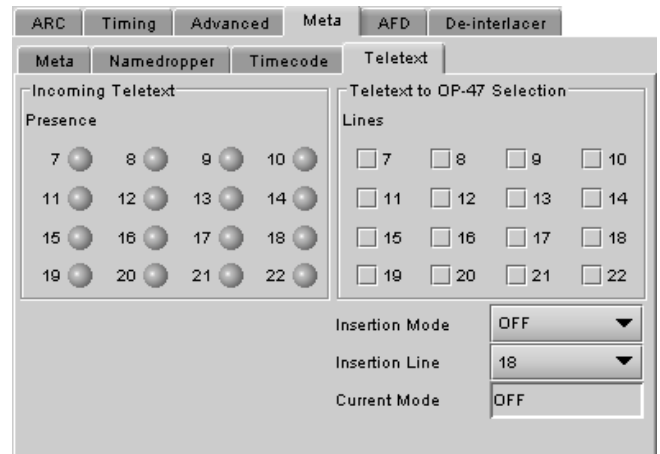 ARC Timing Advanced Meta AFD De-interlacer
Meta Namedropper Timecode Teletext
Incoming Teletext
Presence
7 8 9 10
11 12 13 14
15 16 17 18
19 20 21 22
Teletext to OP-47 Selection
Lines
7 8 9 10
11 12 13 14
15 16 17 18
19 20 21 22
Insertion Mode OFF
Insertion Line 18
Current Mode OFF